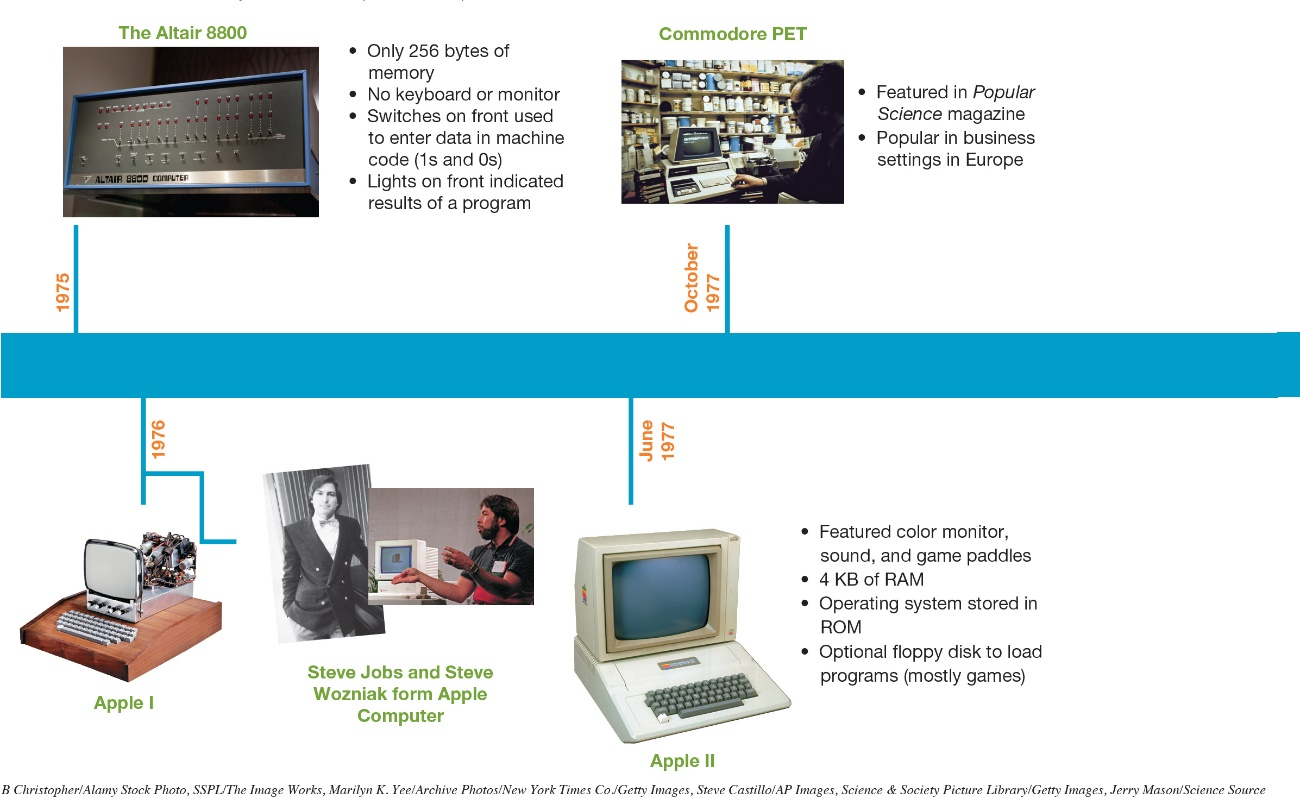 The Altair 8800
ALTAIR 8800 COMPUTER
• Only 256 bytes of
memory
• No keyboard or monitor
• Switches on front used
to enter data in machine
code (1s and 0s)
• Lights on front indicated
results of a program
Commodore PET
• Featured in Popular
Science magazine
• Popular in business
settings in Europe
1975
October
1977
1976
June
1977
Apple I
Steve Jobs and Steve
Wozniak form Apple
Computer
• Featured color monitor,
sound, and game paddles
• 4 KB of RAM
• Operating system stored in
ROM
• Optional floppy disk to load
programs (mostly games)
Apple II
B Christopher/Alamy Stock Photo, SSPL/The Image Works, Marilyn K. Yee/Archive Photos/New York Times Co./Getty Images, Steve Castillo/AP Images, Science & Society Picture Library/Getty Images, Jerry Mason/Science Source